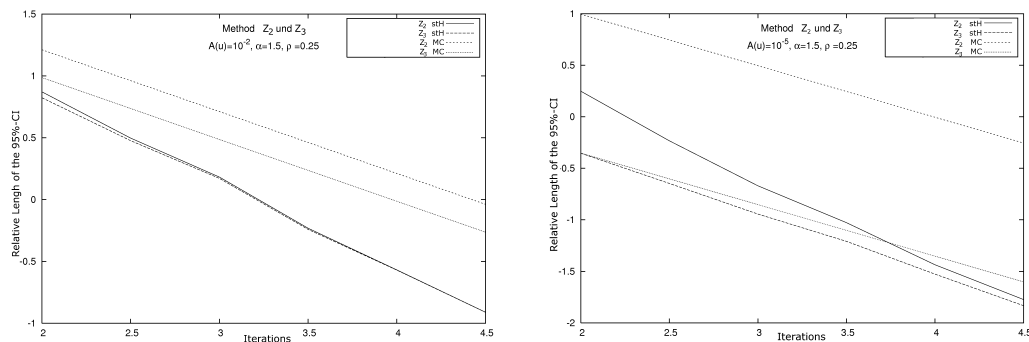 Method Z2 und Z3
A(u)=10-2, α=1.5, ρ =0.25
Z2 stH
Z3 stH
Z2 MC
Z3 MC
1.5
1
0.5
0
-0.5
-1
Relative Lengh of the 95%-CI
2 2.5 3 3.5 4 4.5
Iterations
Method Z2 und Z3
A(u)=10-5, α=1.5, ρ =0.25
Z2 stH
Z3 stH
Z2 MC
Z3 MC
1
0.5
0
-0.5
-1
-1.5
-2
Relative Lengh of the 95%-CI
2 2.5 3 3.5 4 4.5
Iterations